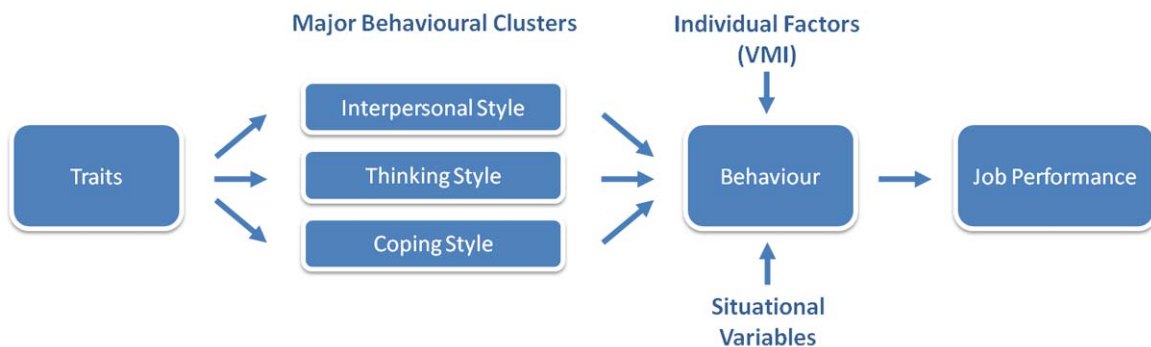 Major Behavioural Clusters
Individual Factors
(VMI)
Interpersonal Style
Traits
Thinking Style
Behaviour
Job Performance
Coping Style
Situational
Variables